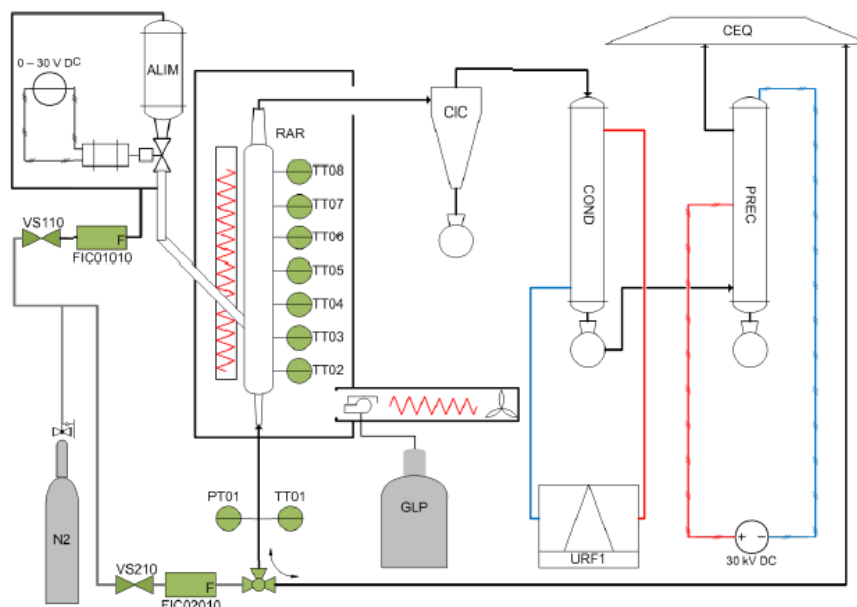 CEQ
0 – 30 V DC
ALIM
RAR
CIC
TT08
TT07
TT06
TT05
TT04
TT03
TT02
COND
PREC
VS110
F
FIC01010
PT01
TT01
N2
GLP
URF1
+ -
30 kV DC
VS210
F
FIC02010